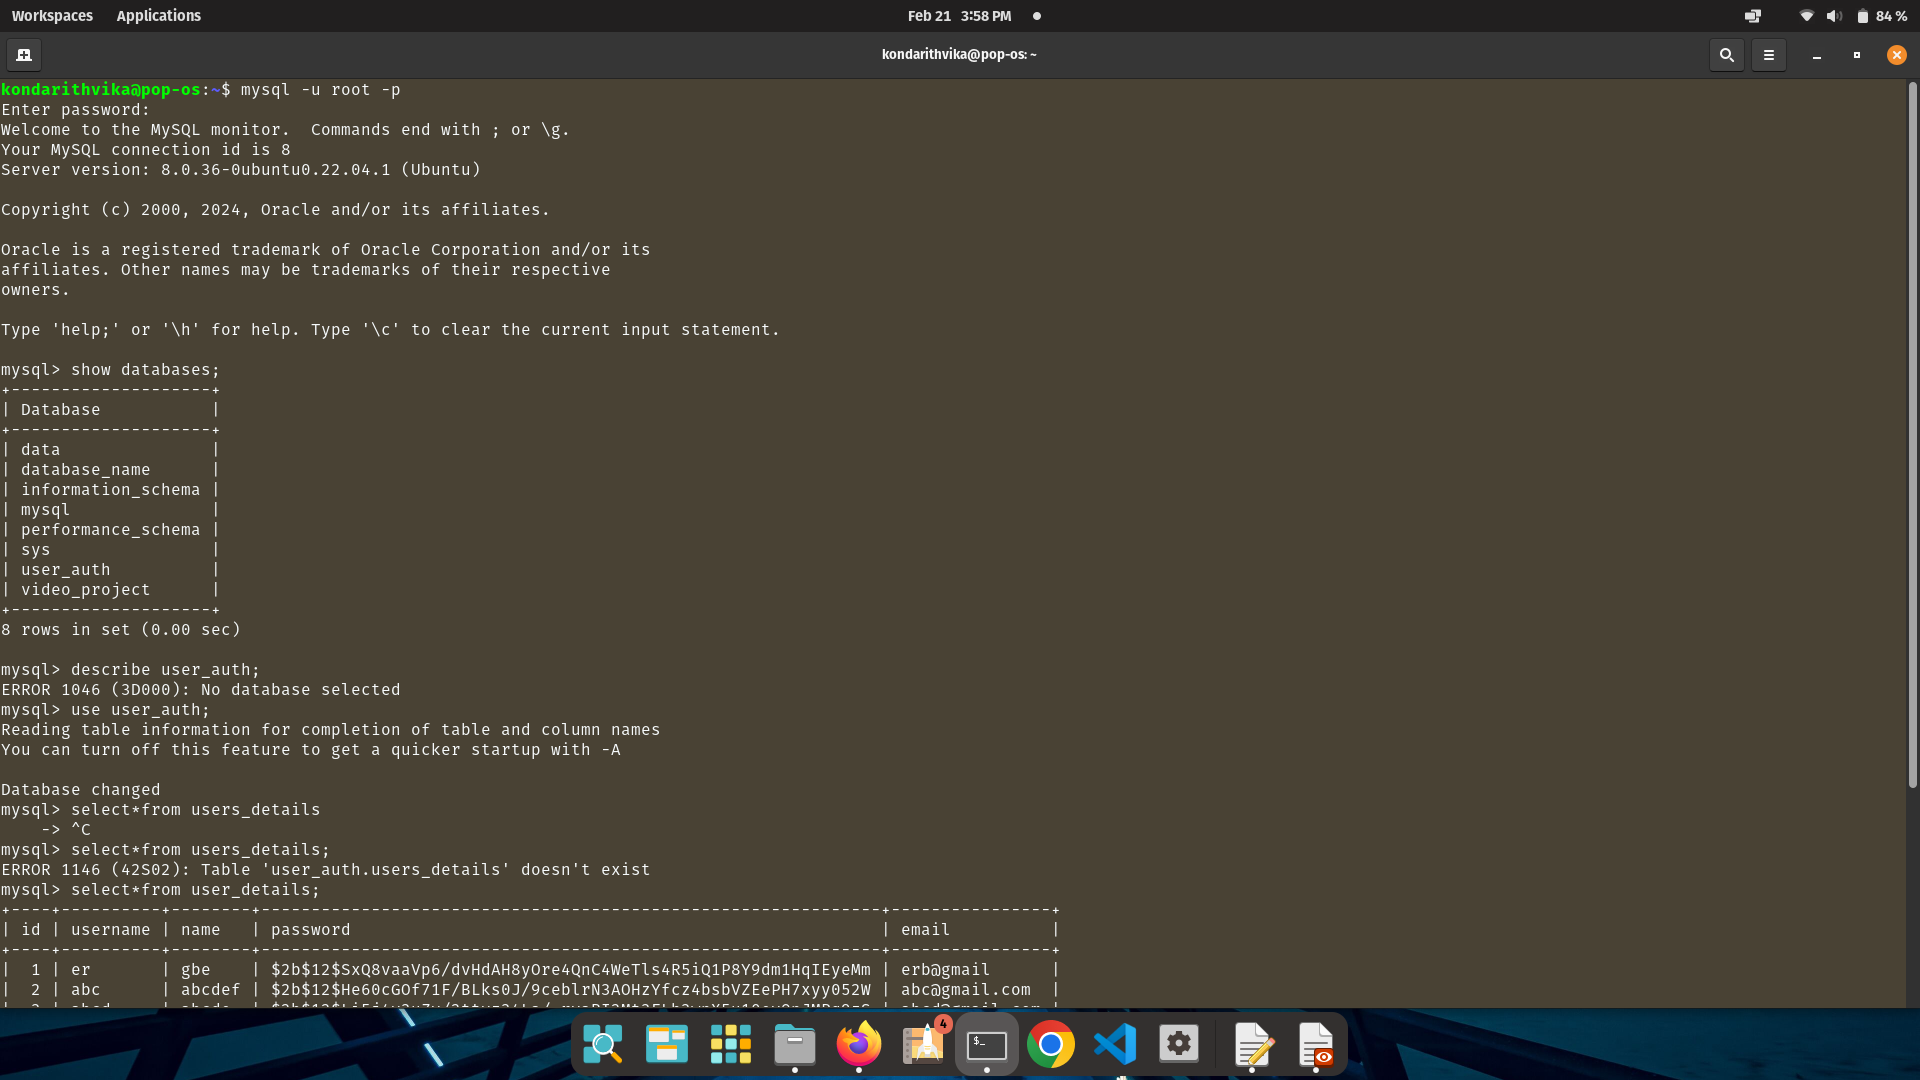 Workspaces Applications Feb 21 3:58 PM 84 %
kondarithvika@pop-os: ~
kondarithvika@pop-os:~$ mysql -u root -p
Enter password:
Welcome to the MySQL monitor.  Commands end with ; or \g.
Your MySQL connection id is 8
Server version: 8.0.36-0ubuntu0.22.04.1 (Ubuntu)
Copyright (c) 2000, 2024, Oracle and/or its affiliates.
Oracle is a registered trademark of Oracle Corporation and/or its
affiliates. Other names may be trademarks of their respective
owners.
Type 'help;' or '\h' for help. Type '\c' to clear the current input statement.
mysql> show databases;
+--------------------+
| Database           |
+--------------------+
| data               |
| database_name      |
| information_schema |
| mysql              |
| performance_schema |
| sys                |
| user_auth          |
| video_project      |
+--------------------+
8 rows in set (0.00 sec)
mysql> describe user_auth;
ERROR 1046 (3D000): No database selected
mysql> use user_auth;
Reading table information for completion of table and column names
You can turn off this feature to get a quicker startup with -A
Database changed
mysql> select*from users_details
    -> ^C
mysql> select*from users_details;
ERROR 1146 (42S02): Table 'user_auth.users_details' doesn't exist
mysql> select*from user_details;
+----+----------+--------+--------------------------------------------------------------+----------------+
| id | username | name   | password                                                     | email          |
+----+----------+--------+--------------------------------------------------------------+----------------+
|  1 | er       | gbe    | $2b$12$SxQ8vaaVp6/dvHdAH8yOre4QnC4WeTls4R5iQ1P8Y9dm1HqIEyeMm | erb@gmail      |
|  2 | abc      | abcdef | $2b$12$He60cGOf71F/BLks0J/9ceblrN3AOHzYfcz4bsbVZEePH7xyy052W | abc@gmail.com  |
4
$_